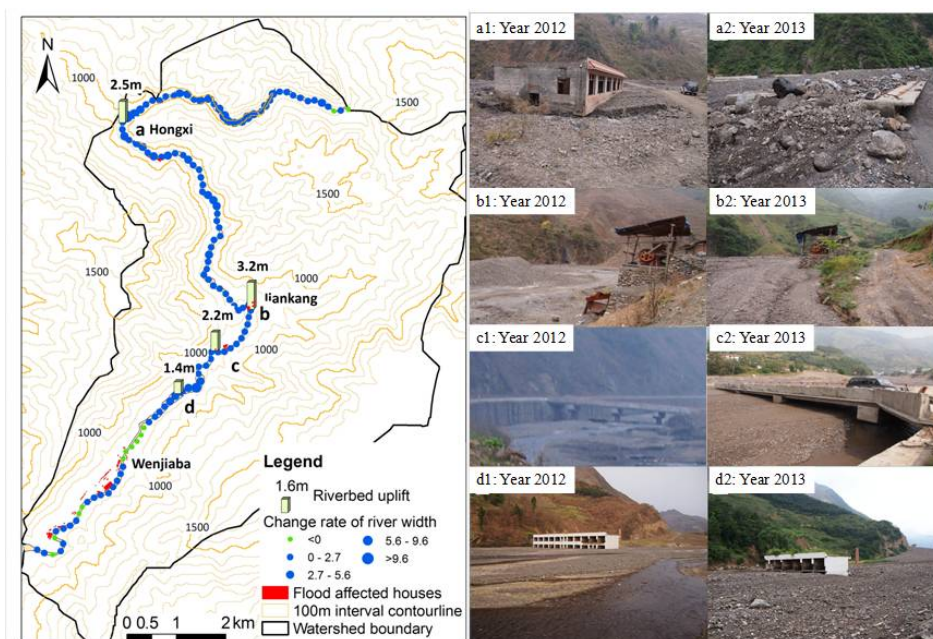 N
1000
2.5m
a Hongxi
1500
1500
3.2m
1000
1500
Jiankang
b
2.2m
1000
1000
c
1.4m
d
1000
Wenjiaba
1000
1500
Legend
1.6m
Riverbed uplift
Change rate of river width
<0
5.6 - 9.6
0 - 2.7
>9.6
2.7 - 5.6
Flood affected houses
100m interval contourline
Watershed boundary
0 0.5 1 2 km
a1: Year 2012
a2: Year 2013
b1: Year 2012
b2: Year 2013
c1: Year 2012
c2: Year 2013
d1: Year 2012
d2: Year 2013